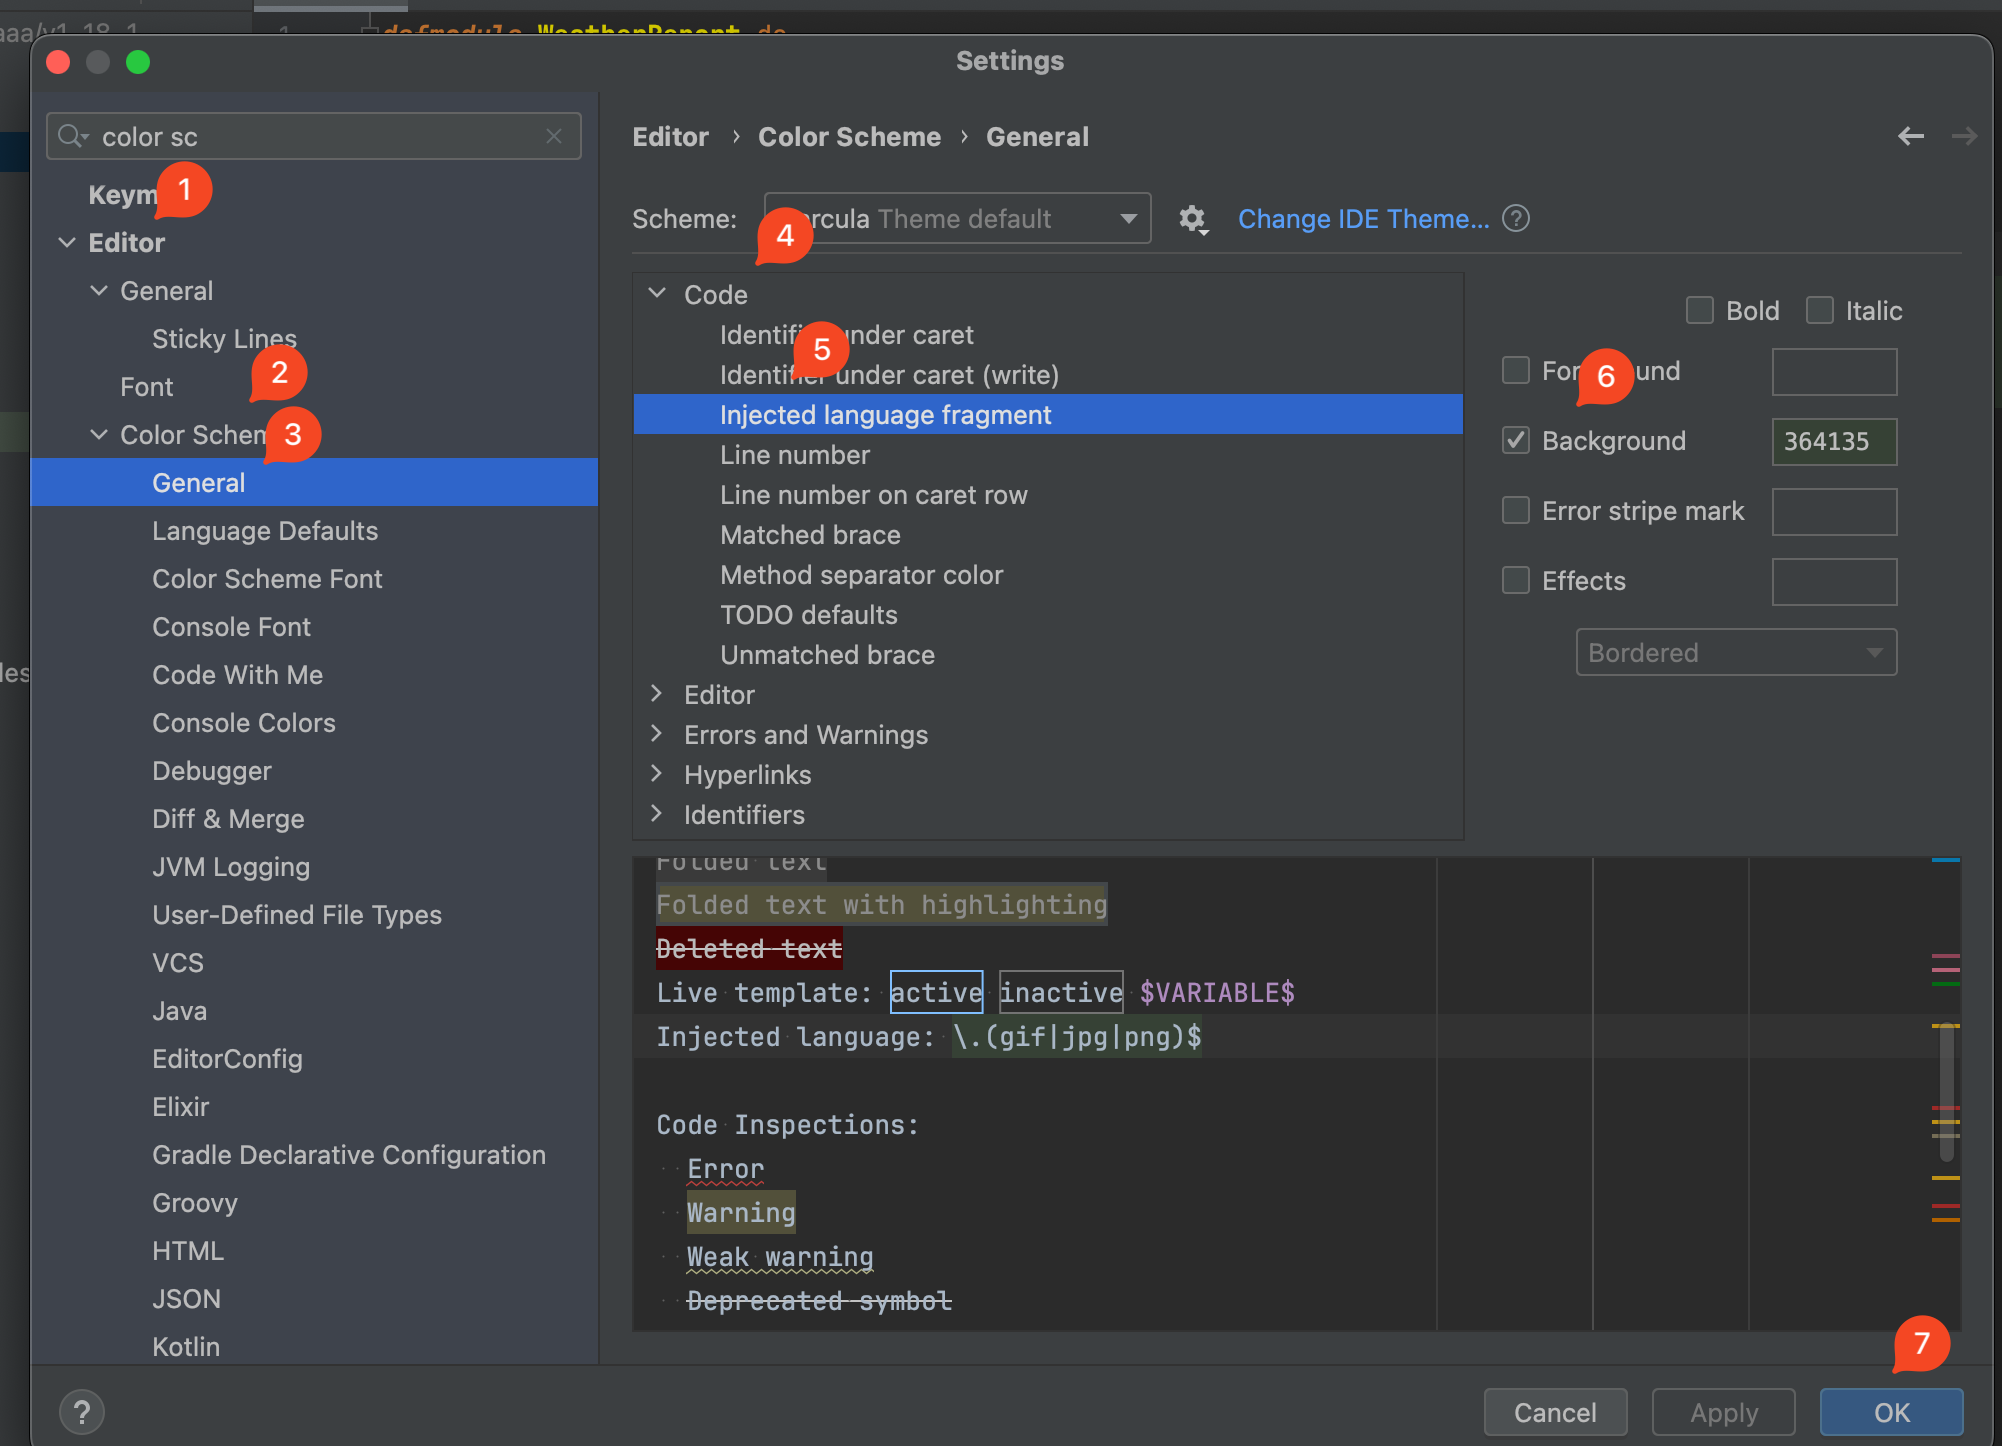 Settings
color sc
Keym
1
Editor
General
Sticky Lines
Font
2
Color Schem
3
General
Language Defaults
Color Scheme Font
Console Font
Code With Me
Console Colors
Debugger
Diff & Merge
JVM Logging
User-Defined File Types
VCS
Java
EditorConfig
Elixir
Gradle Declarative Configuration
Groovy
HTML
JSON
Kotlin
Editor › Color Scheme › General
Scheme: rcula Theme default Change IDE Theme... ?
4
Code
Identifi nder caret
5
Identifier under caret (write)
Injected language fragment
Line number
Line number on caret row
Matched brace
Method separator color
TODO defaults
Unmatched brace
Editor
Errors and Warnings
Hyperlinks
Identifiers
Bold Italic
For und
6
Background 364135
Error stripe mark
Effects
Bordered
Folded text
Folded text with highlighting
Deleted text
Live template: active inactive $VARIABLE$
Injected language: \.(gif|jpg|png)$
Code Inspections:
Error
Warning
Weak warning
Deprecated symbol
7
? Cancel Apply OK